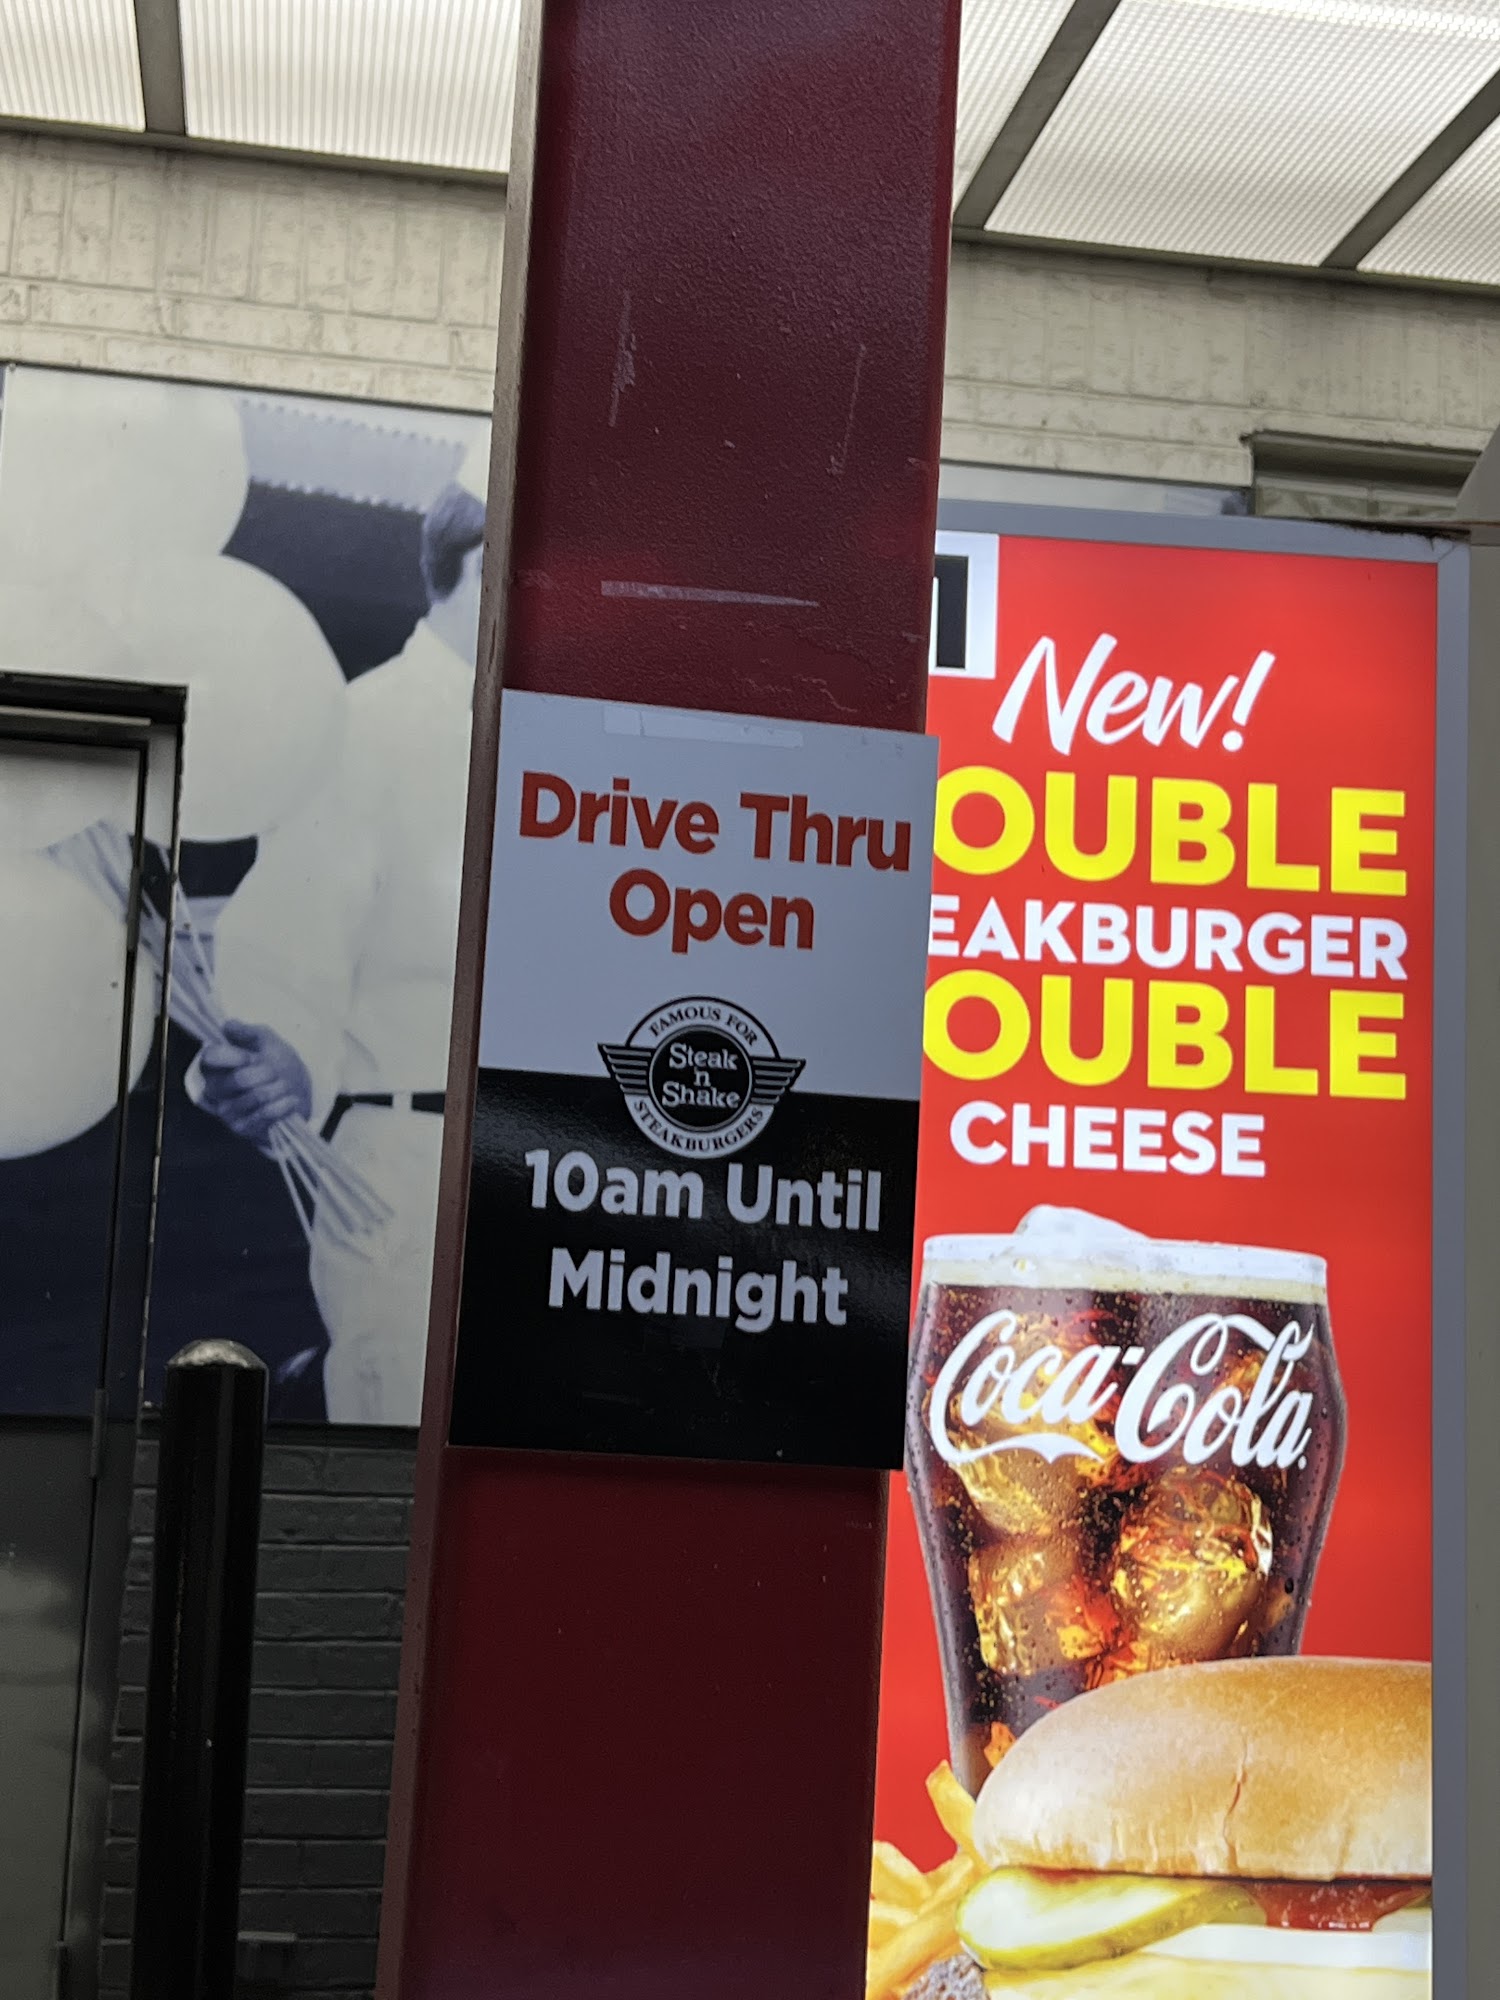 Drive Thru
Open
FAMOUS FOR
Steak
'n
Shake
STEAKBURGERS
10am Until
Midnight
New!
OUBLE
EAKBURGER
OUBLE
CHEESE
Coca-Cola